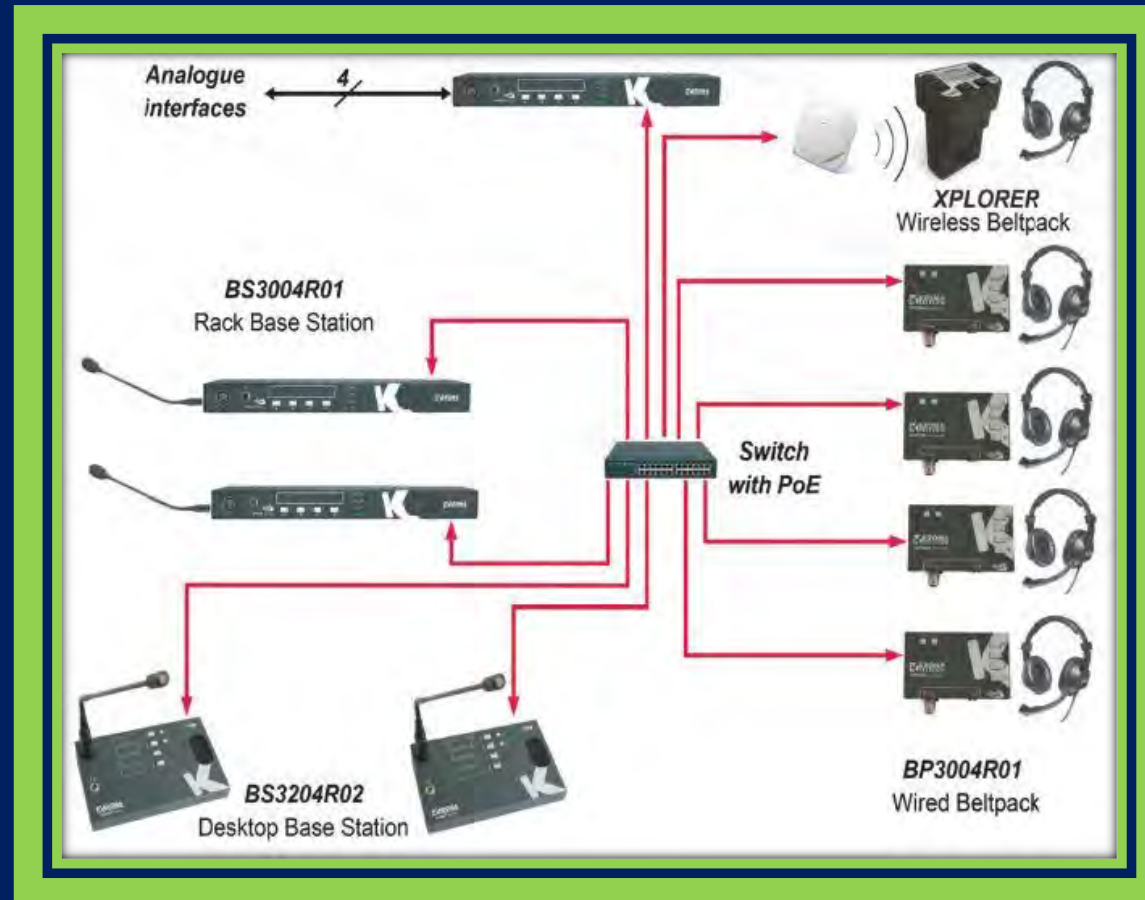 Analogue
interfaces
4
XPLORER
Wireless Beltpack
BS3004R01
Rack Base Station
Switch
with PoE
BS3204R02
Desktop Base Station
BP3004R01
Wired Beltpack